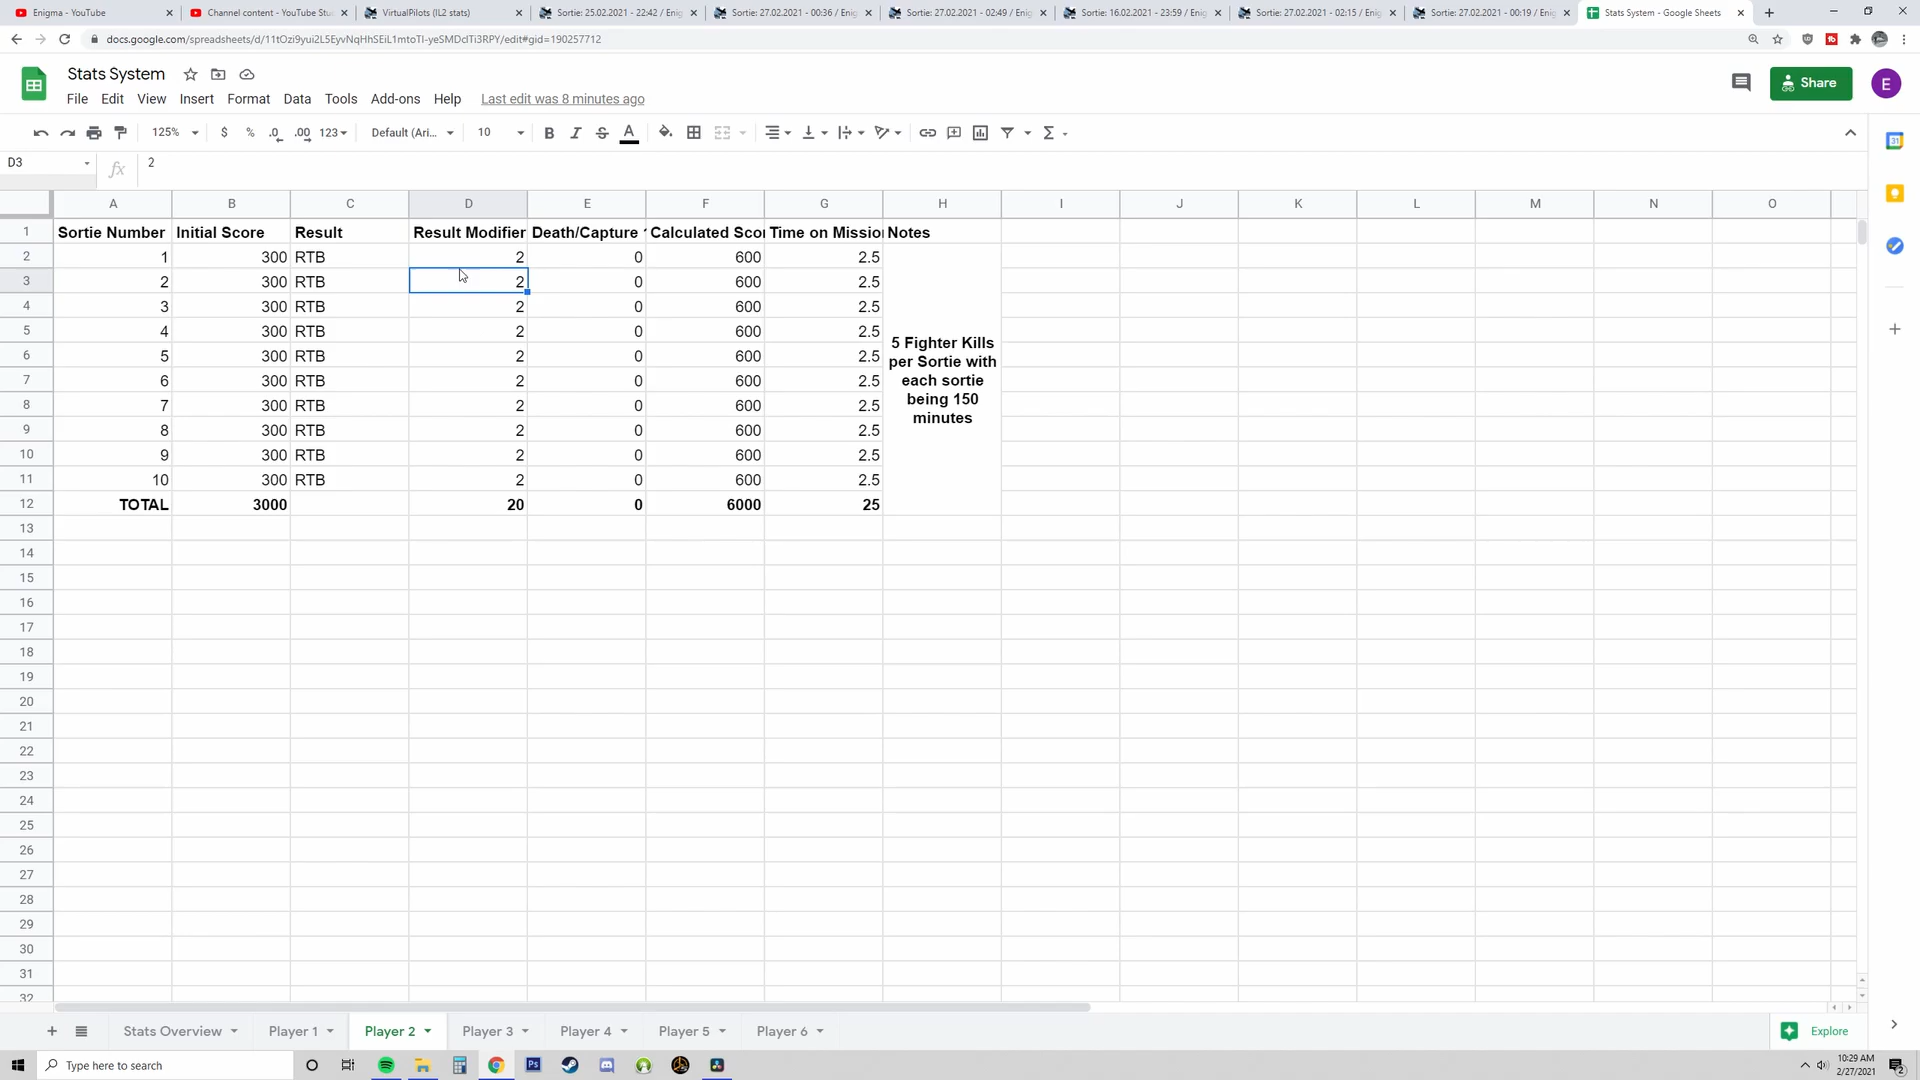 Enigma - YouTube
Channel content - YouTube Stu
VirtualPilots (IL2 stats)
Sortie: 25.02.2021 - 22:42 / Enig
Sortie: 27.02.2021 - 00:36 / Enig
Sortie: 27.02.2021 - 02:49 / Enig
Sortie: 16.02.2021 - 23:59 / Enig
Sortie: 27.02.2021 - 02:15 / Enig
Sortie: 27.02.2021 - 00:19 / Enig
Stats System - Google Sheets
Stats System
File Edit View Insert Format Data Tools Add-ons Help Last edit was 8 minutes ago
Share
E
125% $ % .0 .00 123 Default (Ari... 10 B I S A Σ
31
D3 fx 2
A B C D E F G H I J K L M N O
1 Sortie Number Initial Score Result Result Modifier Death/Capture Calculated Scor Time on Mission Notes
2 1 300 RTB 2 0 600 2.5
3 2 300 RTB 2 0 600 2.5
4 3 300 RTB 2 0 600 2.5
5 4 300 RTB 2 0 600 2.5
6 5 300 RTB 2 0 600 2.5
7 6 300 RTB 2 0 600 2.5
8 7 300 RTB 2 0 600 2.5
9 8 300 RTB 2 0 600 2.5
10 9 300 RTB 2 0 600 2.5
11 10 300 RTB 2 0 600 2.5
12 TOTAL 3000 20 0 6000 25
5 Fighter Kills
per Sortie with
each sortie
being 150
minutes
13
14
15
16
17
18
19
20
21
22
23
24
25
26
27
28
29
30
31
32
Stats Overview Player 1 Player 2 Player 3 Player 4 Player 5 Player 6
Explore
Type here to search
Ps
10:29 AM
2/27/2021
2